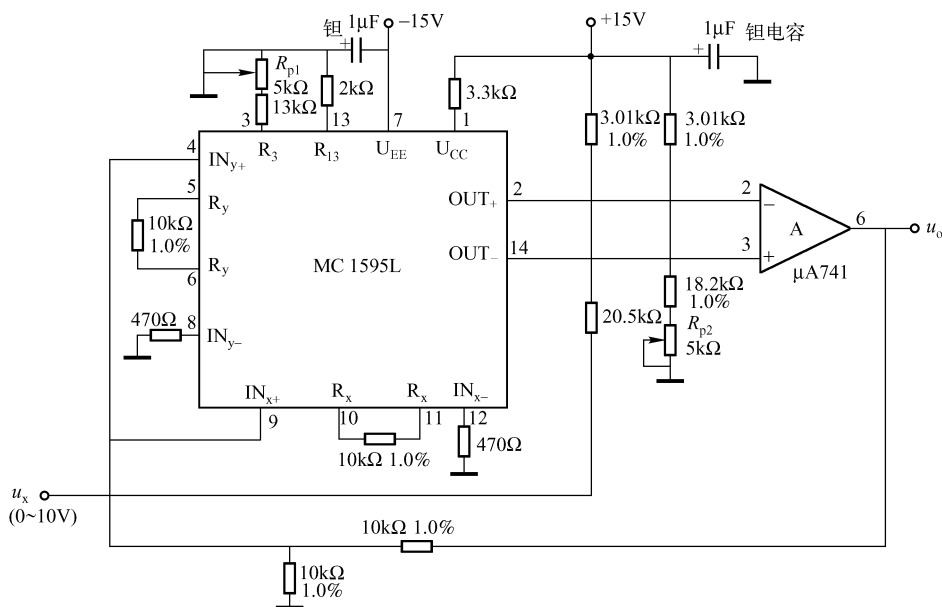 钽
1μF
−15V
+15V
1μF
钽电容
Rp1
5kΩ
13kΩ
2kΩ
3.3kΩ
3.01kΩ
1.0%
3.01kΩ
1.0%
3
13
7
1
4
INy+
R3
R13
UEE
UCC
5
Ry
10kΩ
1.0%
Ry
6
MC 1595L
OUT+
2
OUT−
14
2
−
3
+
A
6
uo
μA741
470Ω
8
INy−
20.5kΩ
18.2kΩ
1.0%
Rp2
5kΩ
INx+
Rx
Rx
INx−
9
10
11
12
10kΩ 1.0%
470Ω
ux
(0~10V)
10kΩ 1.0%
10kΩ
1.0%